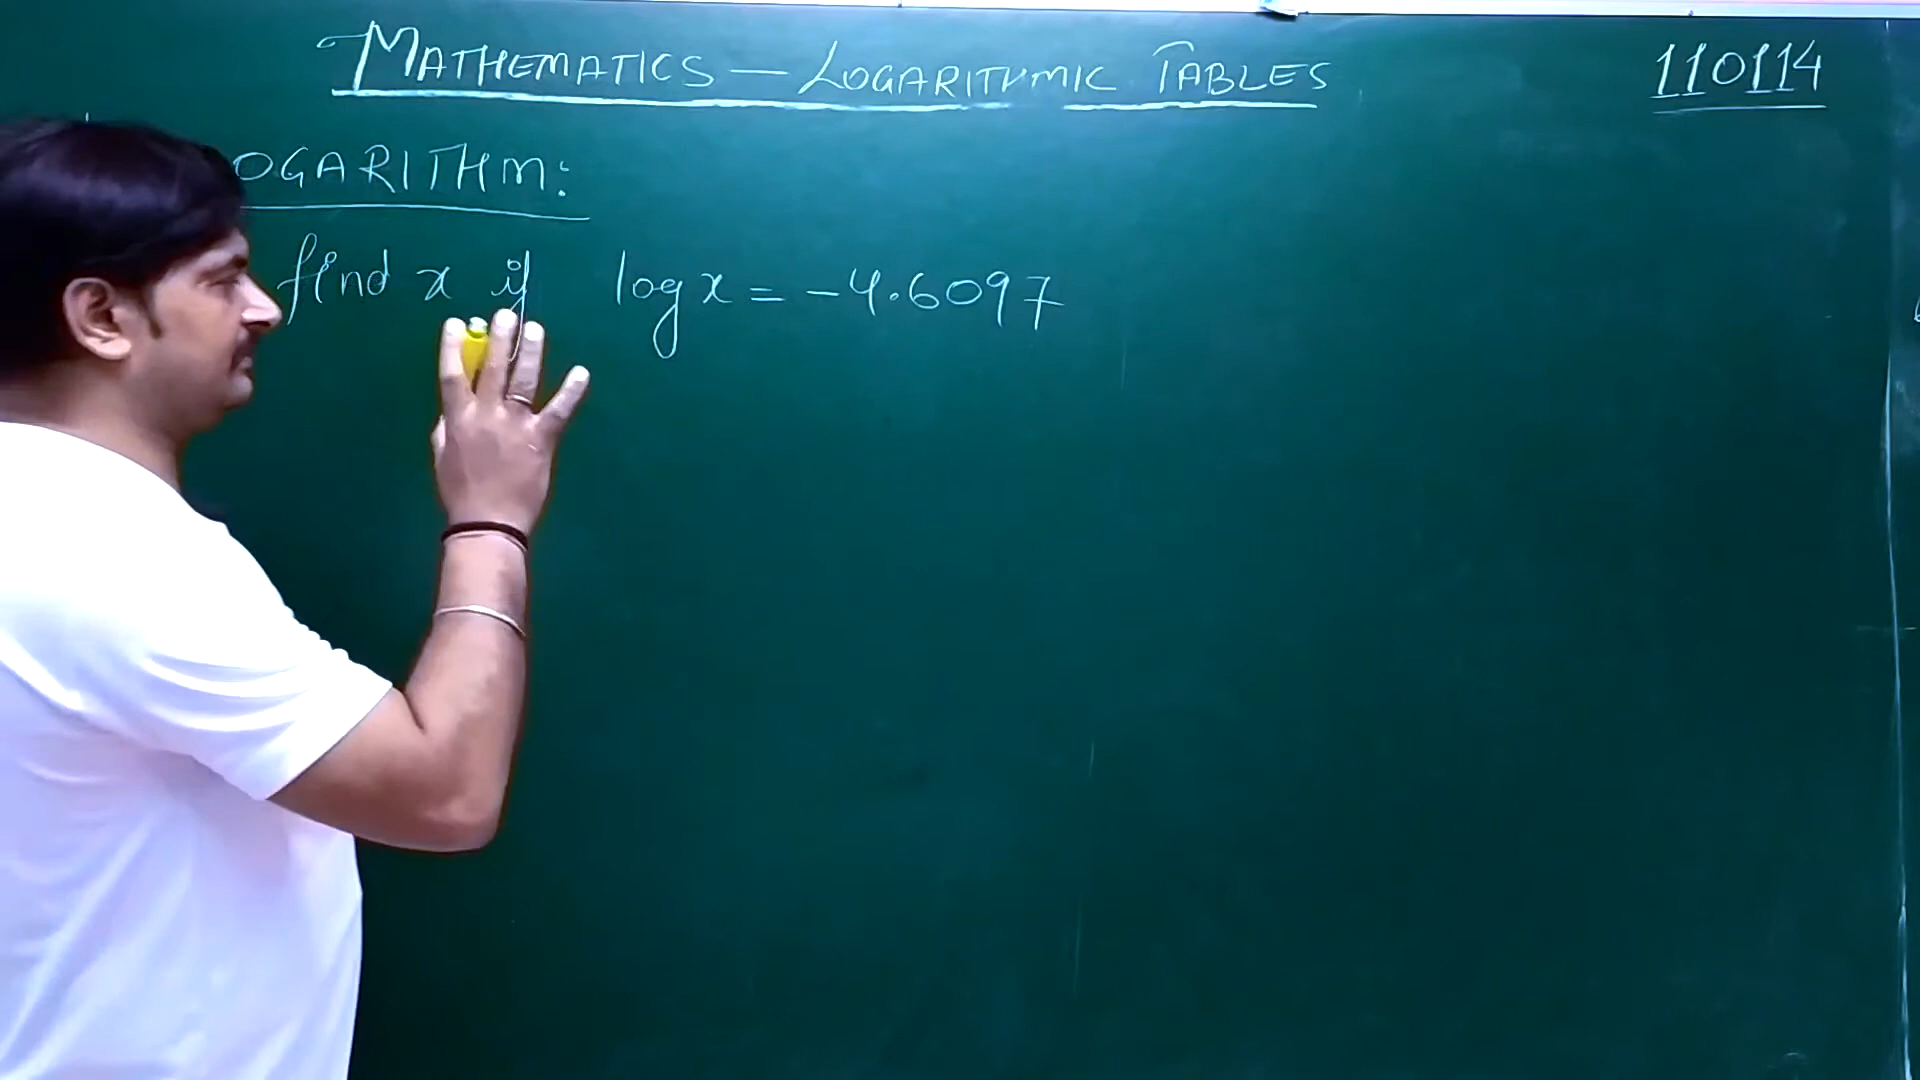 MATHEMATICS — LOGARITHMIC TABLES
110114
OGARITHM:
find x if log x = -4.6097